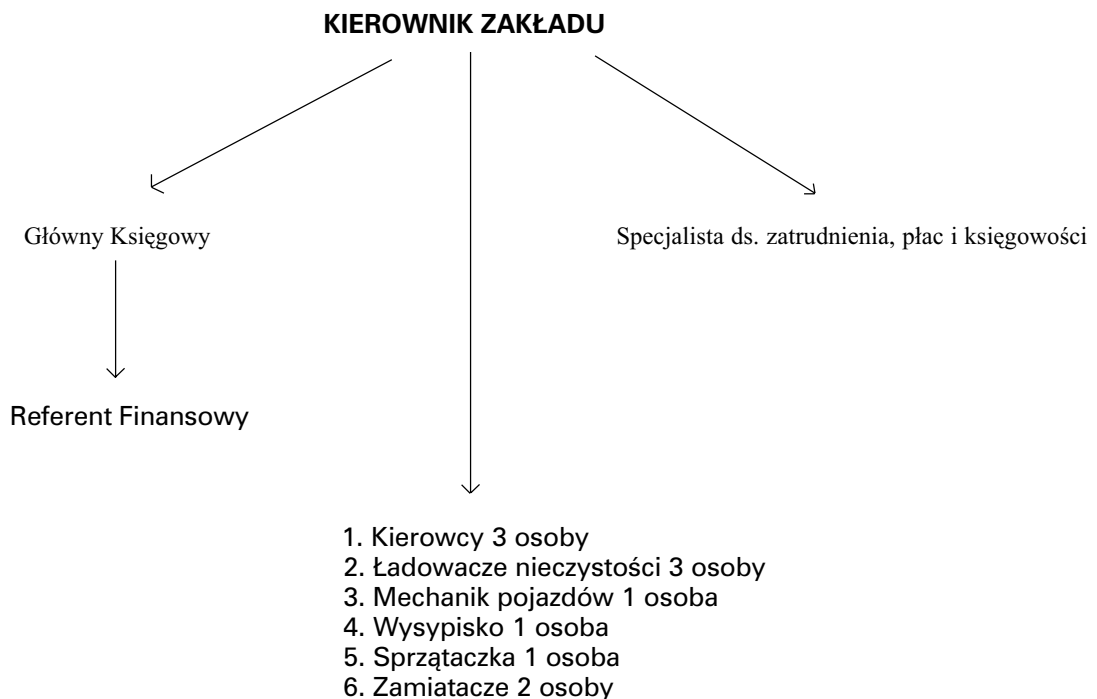 KIEROWNIK ZAKŁADU
Główny Księgowy
Specjalista ds. zatrudnienia, płac i księgowości
Referent Finansowy
1. Kierowcy 3 osoby
2. Ładowacze nieczystości 3 osoby
3. Mechanik pojazdów 1 osoba
4. Wysypisko 1 osoba
5. Sprzątaczka 1 osoba
6. Zamiatacze 2 osoby